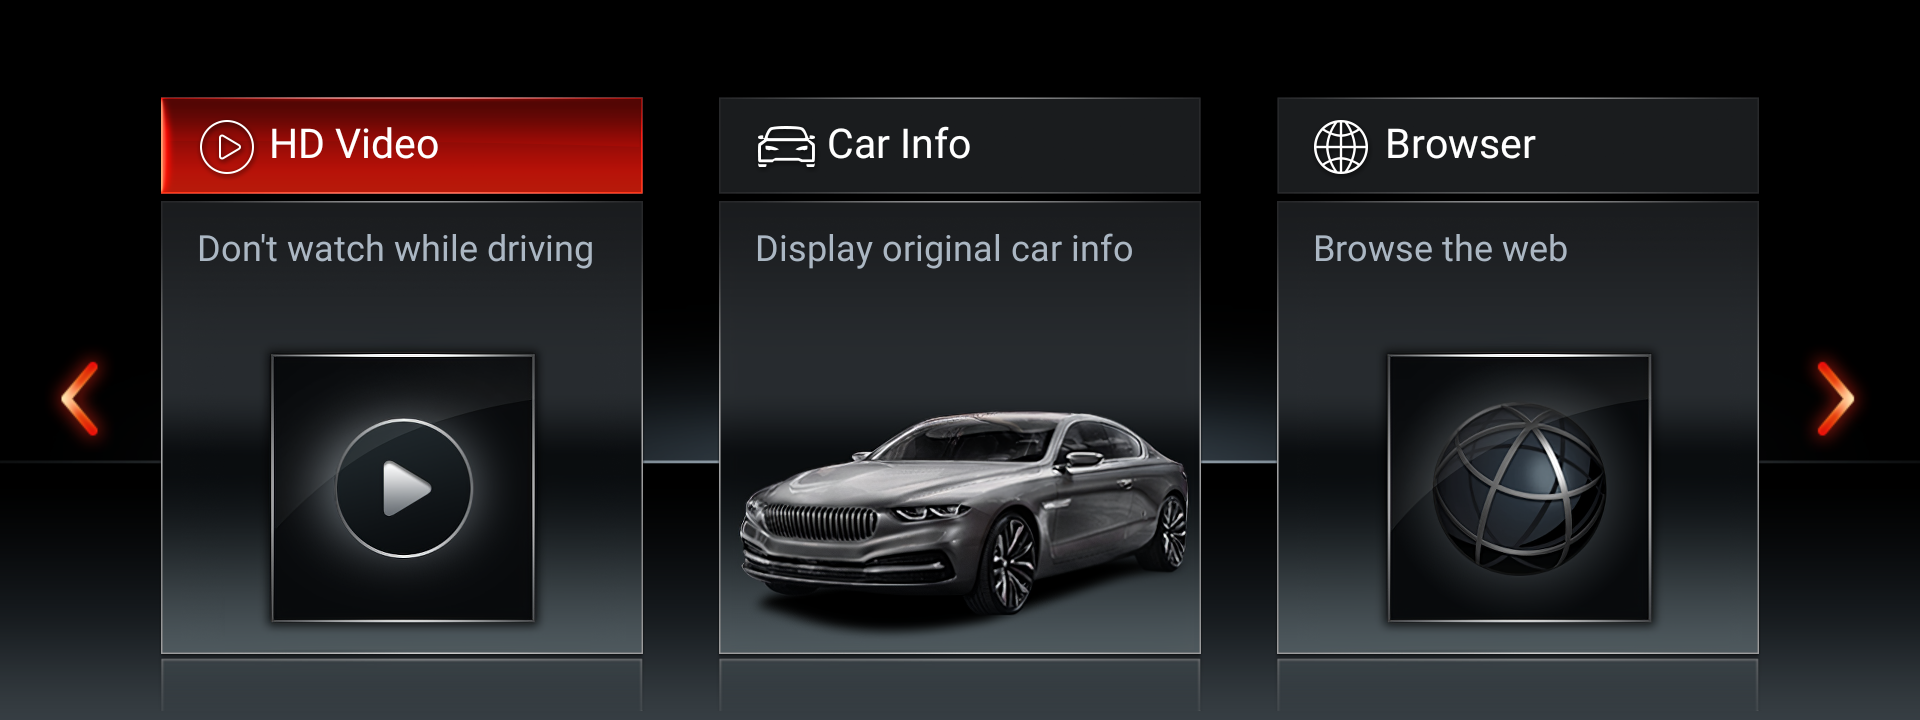 HD Video
Don't watch while driving
Car Info
Display original car info
Browser
Browse the web